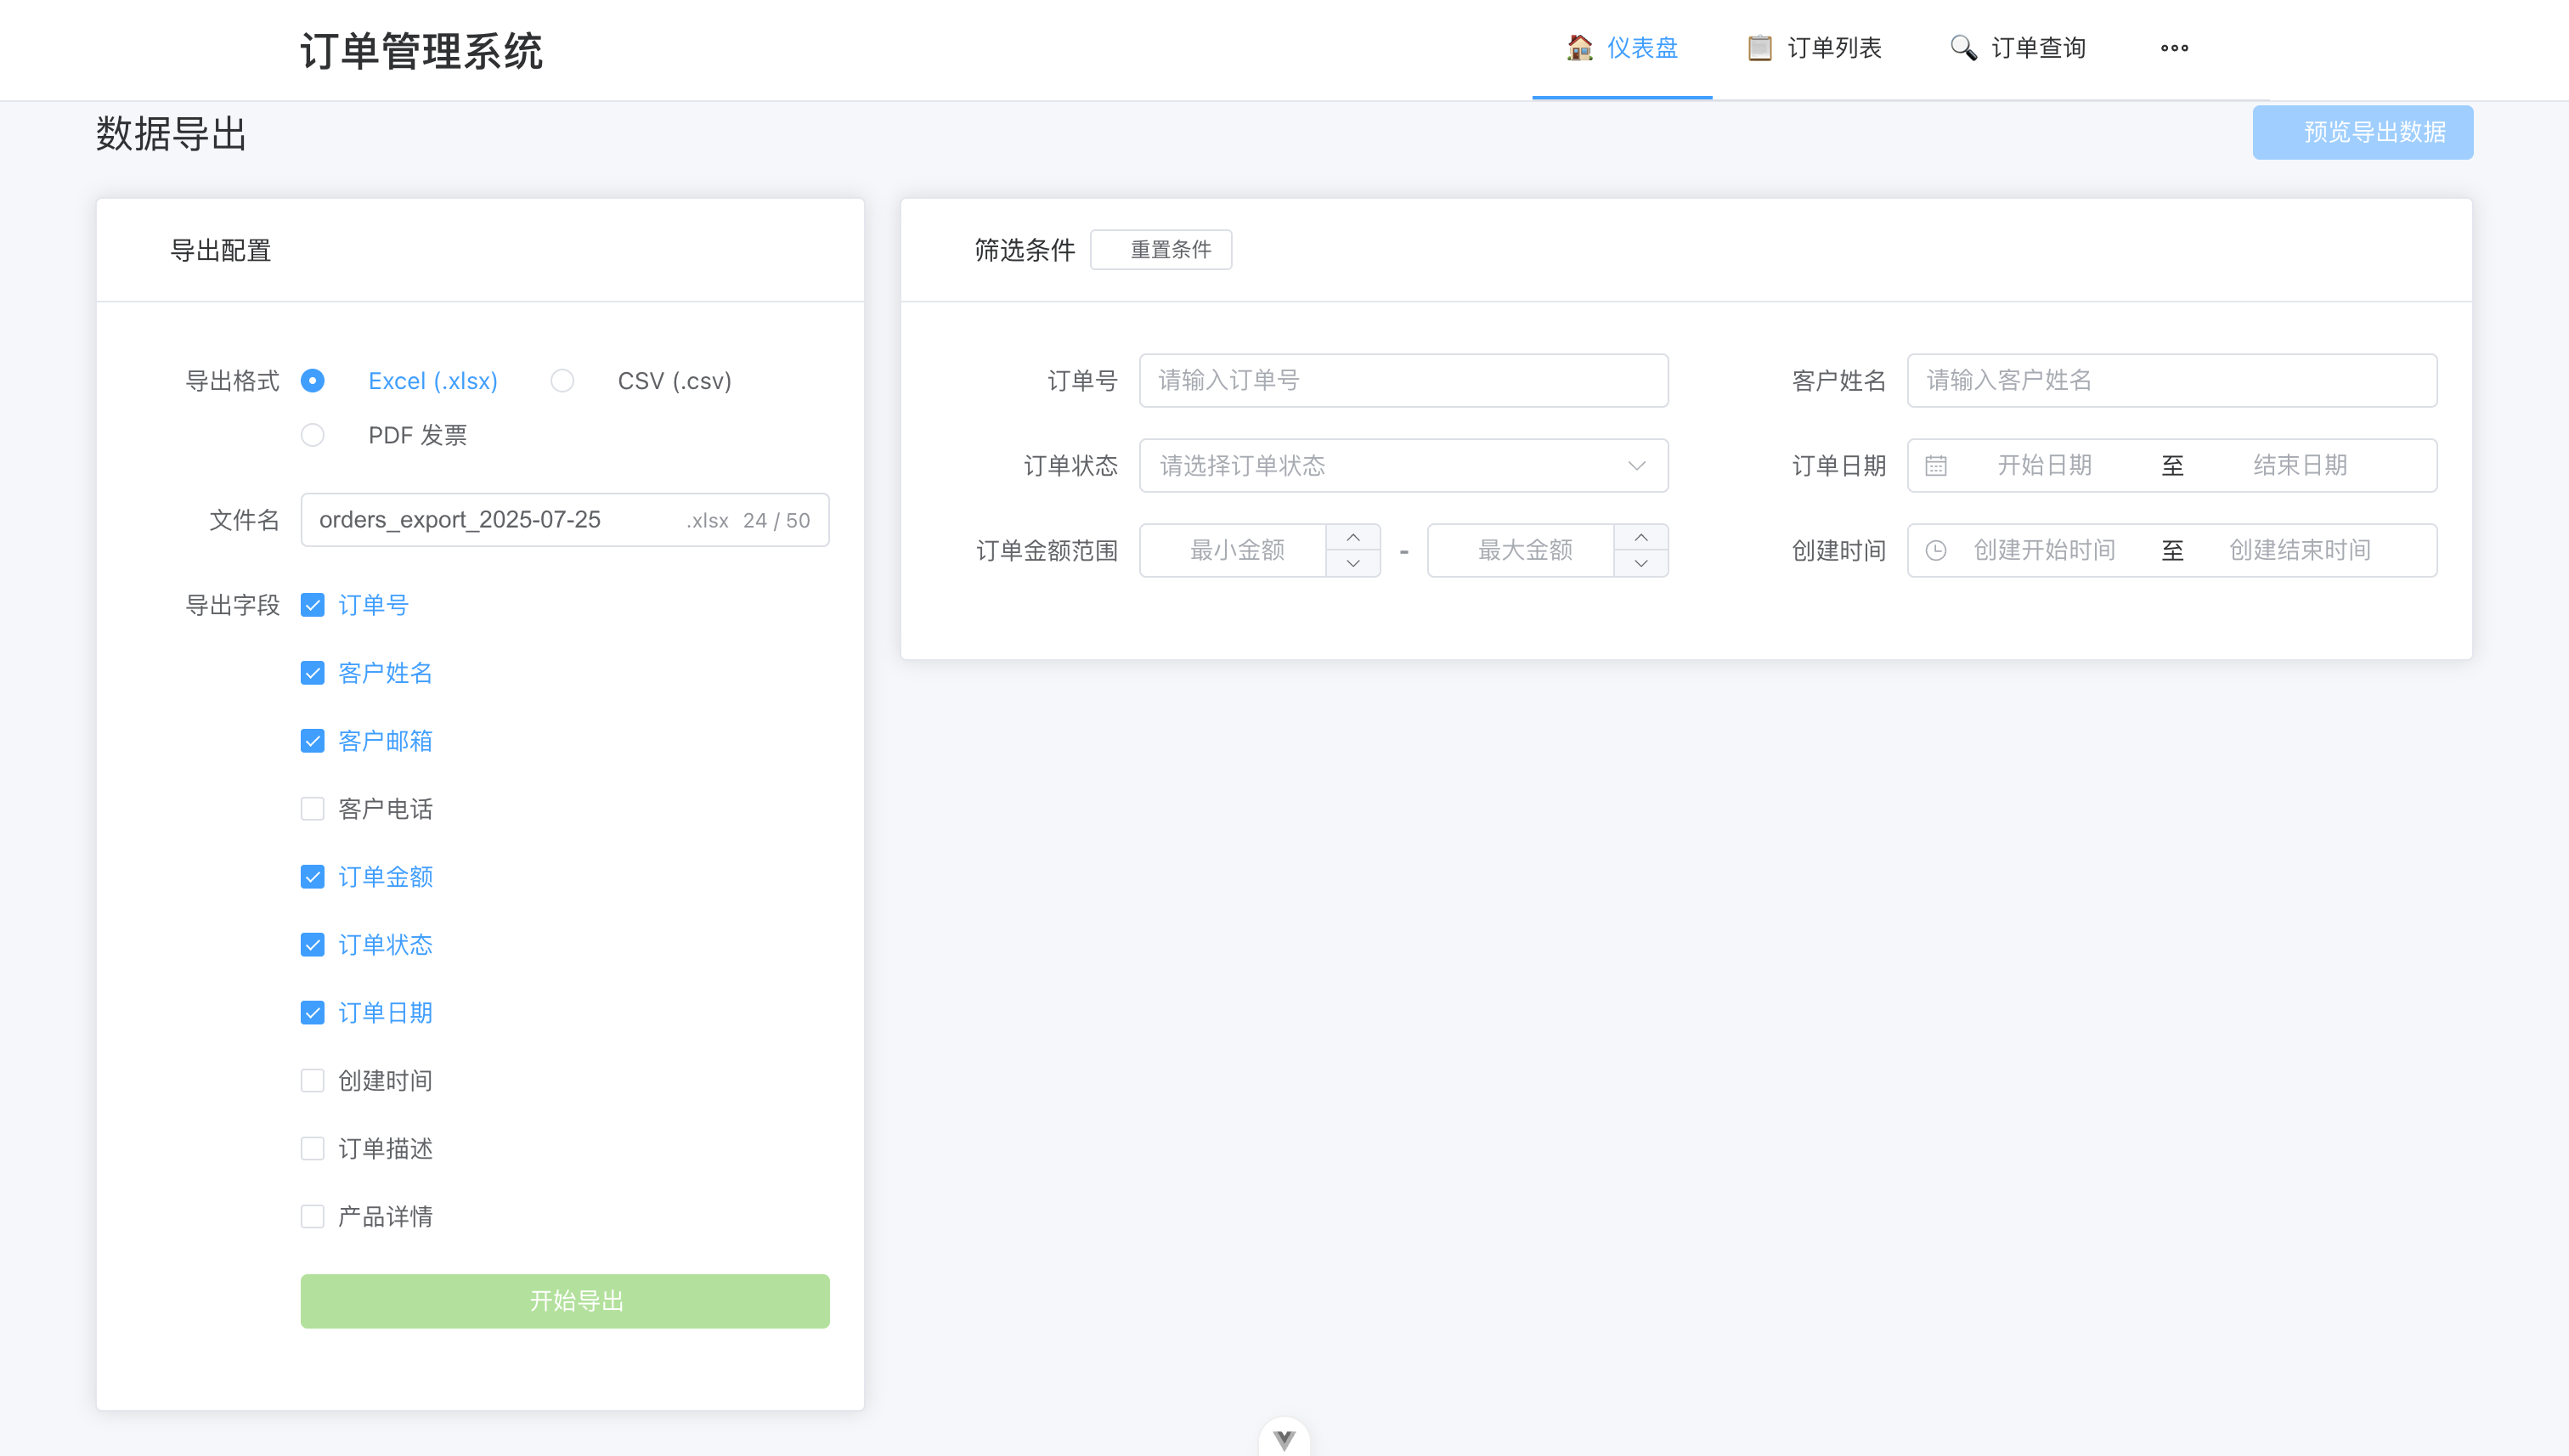 订单管理系统
仪表盘
订单列表
订单查询
数据导出
预览导出数据
导出配置
导出格式
Excel (.xlsx)
CSV (.csv)
PDF 发票
文件名
orders_export_2025-07-25
.xlsx 24 / 50
导出字段
订单号
客户姓名
客户邮箱
客户电话
订单金额
订单状态
订单日期
创建时间
订单描述
产品详情
开始导出
筛选条件
重置条件
订单号
请输入订单号
客户姓名
请输入客户姓名
订单状态
请选择订单状态
订单日期
开始日期 至 结束日期
订单金额范围
最小金额 - 最大金额
创建时间
创建开始时间 至 创建结束时间